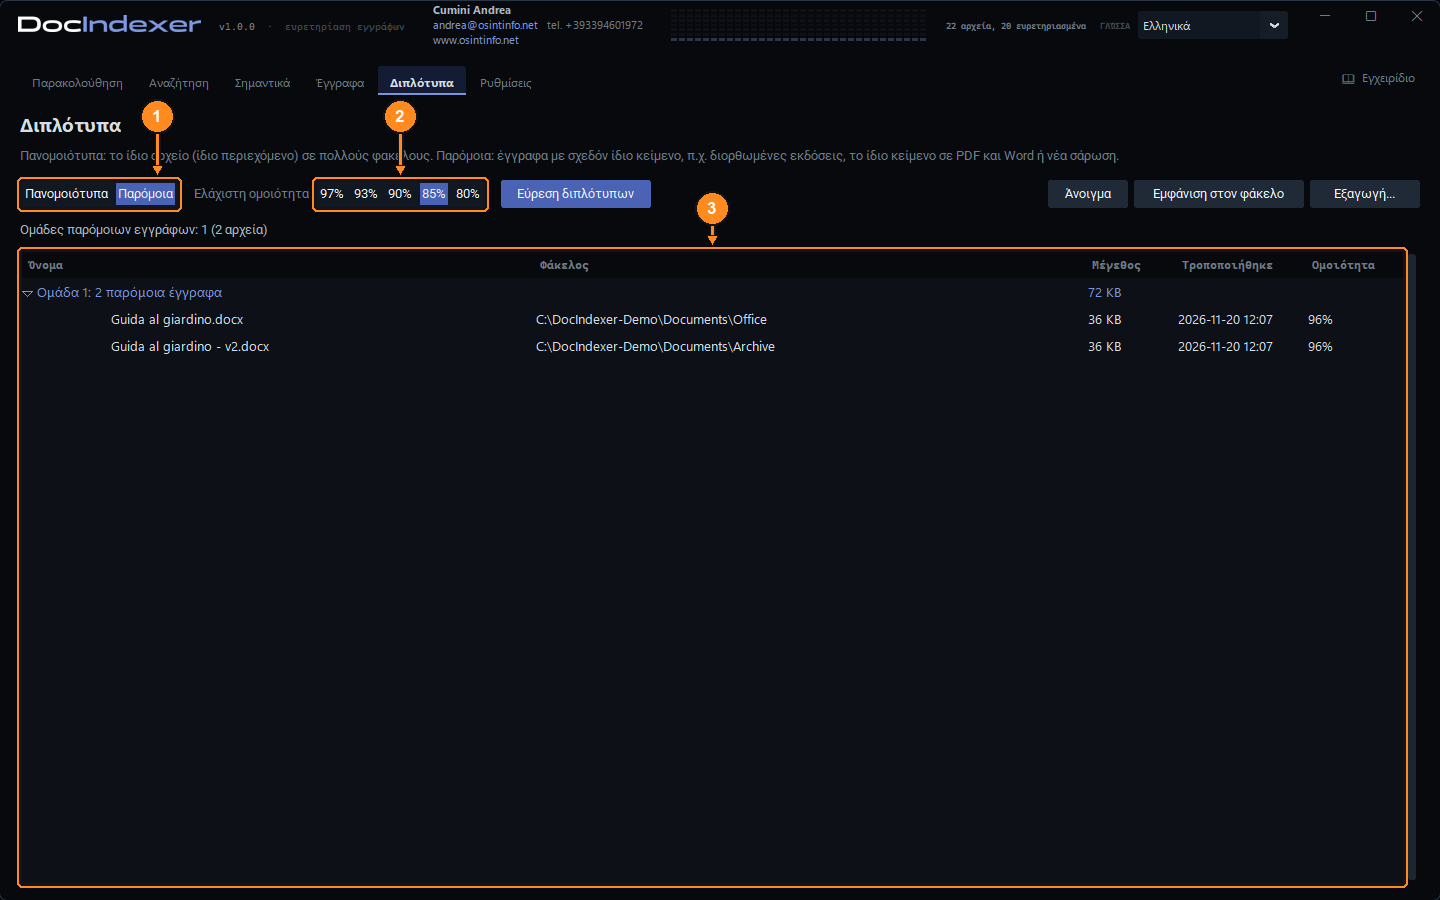 DocIndexer v1.0.0 · ευρετηρίαση εγγράφων
Cumini Andrea
andrea@osintinfo.net tel. +393394601972
www.osintinfo.net
22 αρχεία, 20 ευρετηριασμένα ΓΛΏΣΣΑ Ελληνικά
Παρακολούθηση Αναζήτηση Σημαντικά Έγγραφα Διπλότυπα Ρυθμίσεις Εγχειρίδιο
1 2
Διπλότυπα
Πανομοιότυπα: το ίδιο αρχείο (ίδιο περιεχόμενο) σε πολλούς φακέλους. Παρόμοια: έγγραφα με σχεδόν ίδιο κείμενο, π.χ. διορθωμένες εκδόσεις, το ίδιο κείμενο σε PDF και Word ή νέα σάρωση.
Πανομοιότυπα Παρόμοια Ελάχιστη ομοιότητα 97% 93% 90% 85% 80% Εύρεση διπλότυπων Άνοιγμα Εμφάνιση στον φάκελο Εξαγωγή...
3
Ομάδες παρόμοιων εγγράφων: 1 (2 αρχεία)
Όνομα Φάκελος Μέγεθος Τροποποιήθηκε Ομοιότητα
Ομάδα 1: 2 παρόμοια έγγραφα 72 KB
Guida al giardino.docx C:\DocIndexer-Demo\Documents\Office 36 KB 2026-11-20 12:07 96%
Guida al giardino - v2.docx C:\DocIndexer-Demo\Documents\Archive 36 KB 2026-11-20 12:07 96%